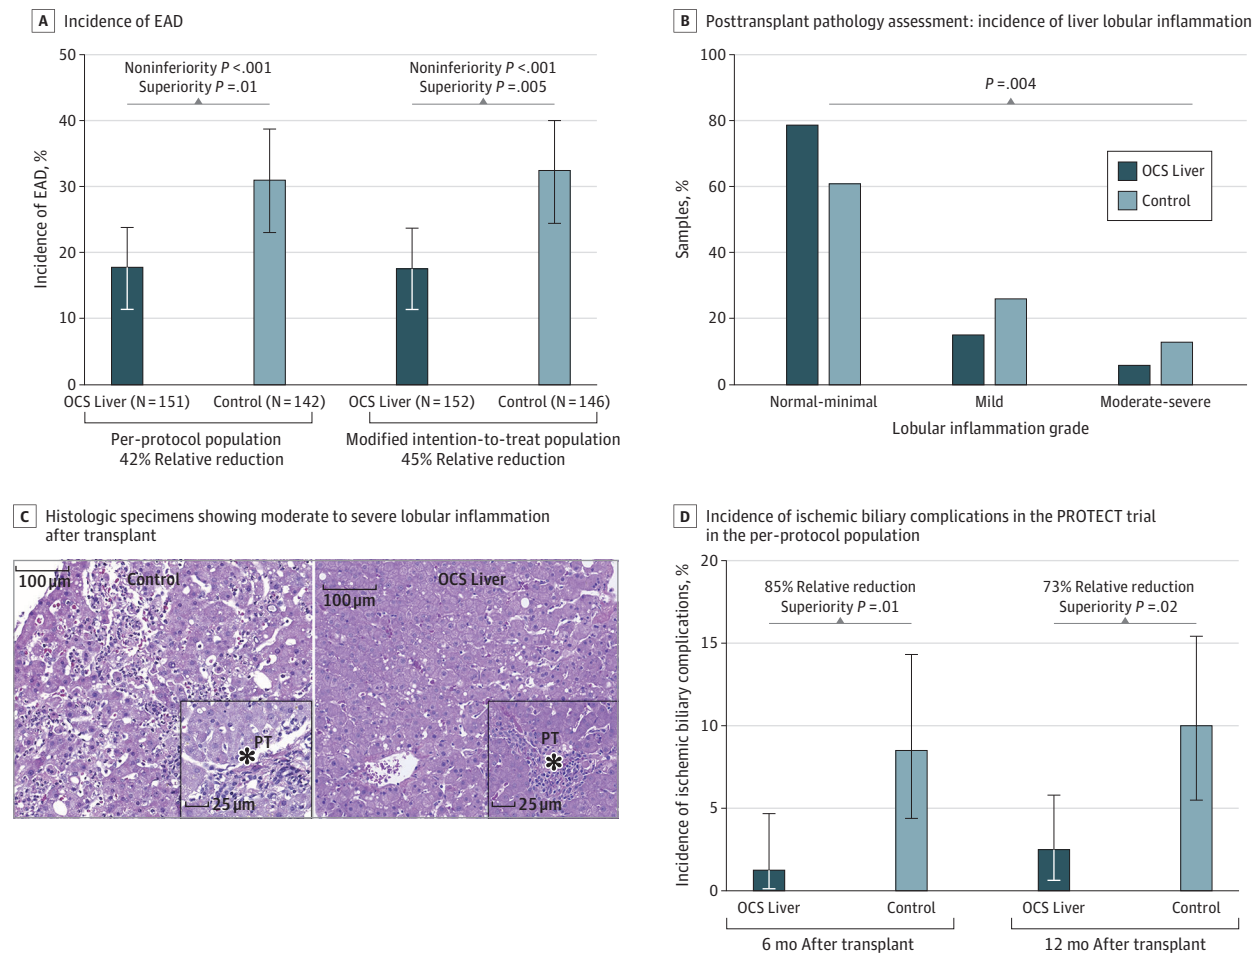 A Incidence of EAD
50
40
30
20
10
0
Incidence of EAD, %
Noninferiority P <.001
Superiority P =.01
Noninferiority P <.001
Superiority P =.005
OCS Liver (N=151)
Control (N=142)
OCS Liver (N=152)
Control (N=146)
Per-protocol population
42% Relative reduction
Modified intention-to-treat population
45% Relative reduction
B Posttransplant pathology assessment: incidence of liver lobular inflammation
100
80
60
40
20
0
Samples, %
P =.004
OCS Liver
Control
Normal-minimal
Mild
Moderate-severe
Lobular inflammation grade
C Histologic specimens showing moderate to severe lobular inflammation
after transplant
100 µm
Control
PT
*
25 µm
OCS Liver
100 µm
PT
*
25 µm
D Incidence of ischemic biliary complications in the PROTECT trial
in the per-protocol population
20
15
10
5
0
Incidence of ischemic biliary complications, %
85% Relative reduction
Superiority P =.01
73% Relative reduction
Superiority P =.02
OCS Liver
Control
OCS Liver
Control
6 mo After transplant
12 mo After transplant